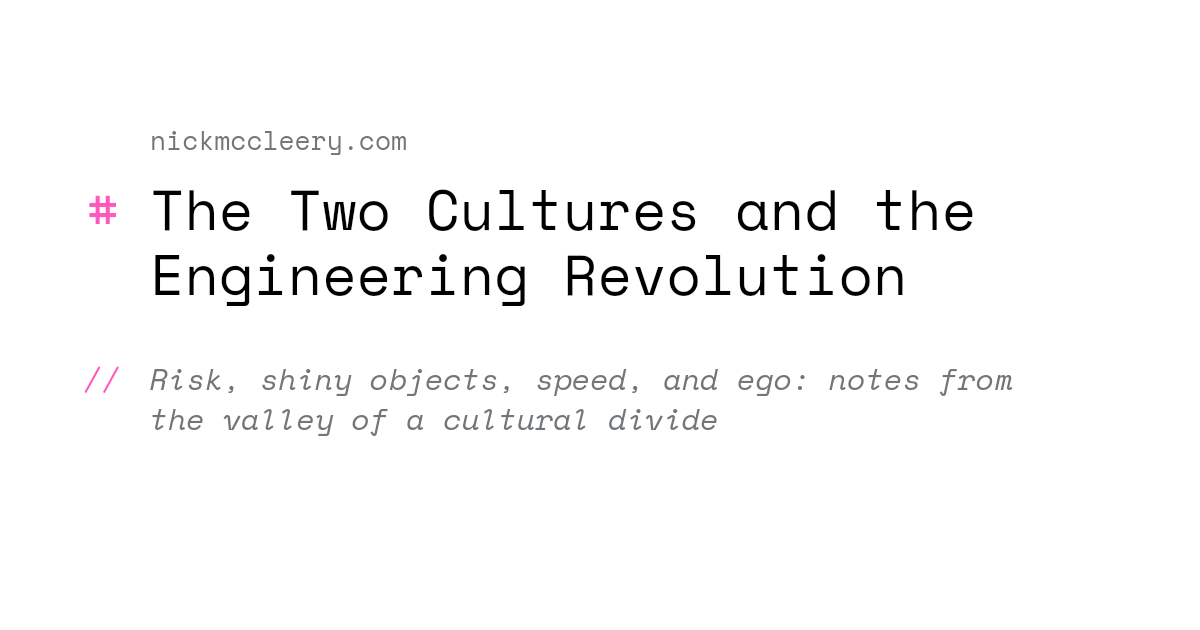 nickmccleery.com
# The Two Cultures and the
Engineering Revolution
// Risk, shiny objects, speed, and ego: notes from
the valley of a cultural divide